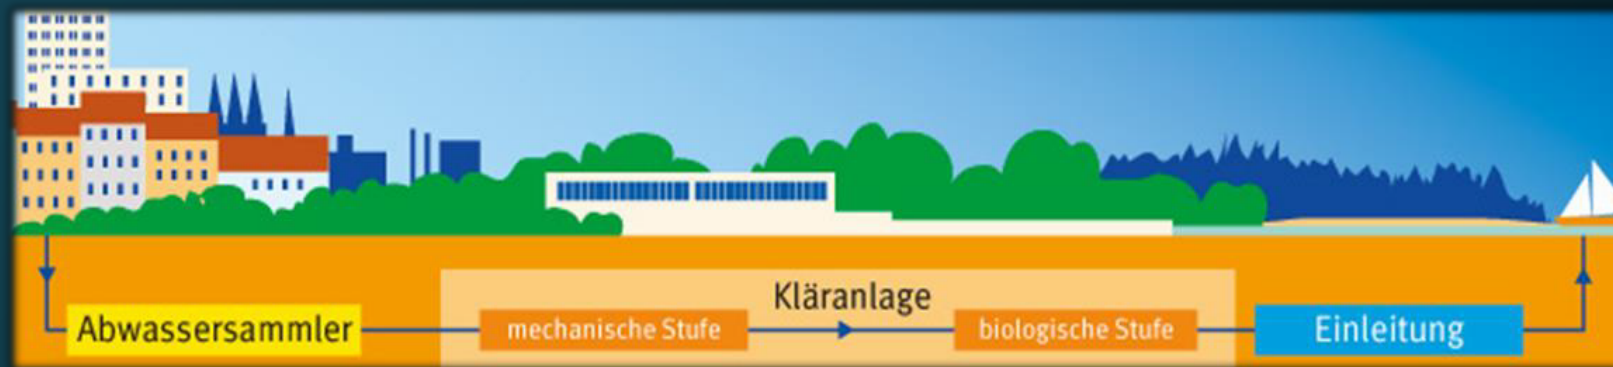 Kläranlage
Abwassersammler
mechanische Stufe
biologische Stufe
Einleitung